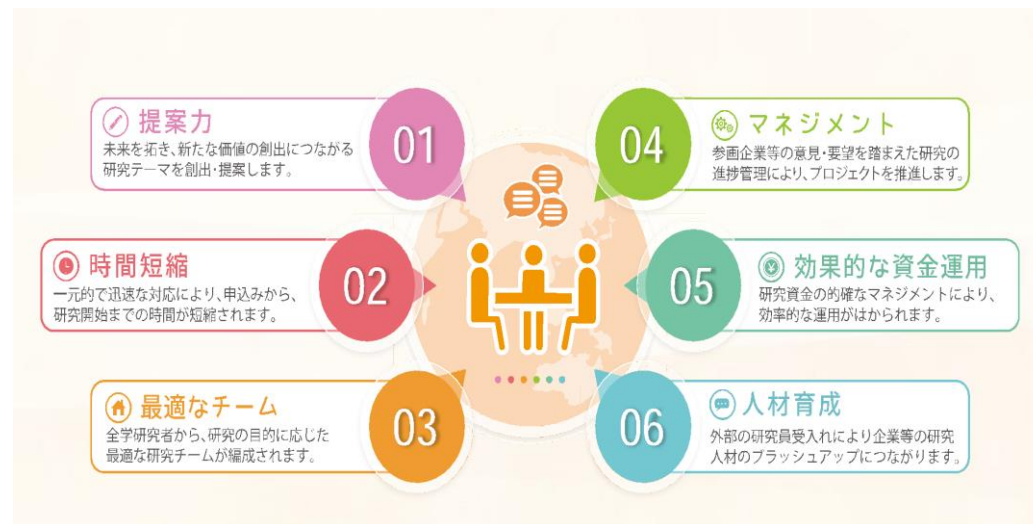 01
提案力
未来を拓き、新たな価値の創出につながる
研究テーマを創出・提案します。
02
時間短縮
一元的で迅速な対応により、申込みから、
研究開始までの時間が短縮されます。
03
最適なチーム
全学研究者から、研究の目的に応じた
最適な研究チームが編成されます。
04
マネジメント
参画企業等の意見・要望を踏まえた研究の
進捗管理により、プロジェクトを推進します。
05
効果的な資金運用
研究資金の的確なマネジメントにより、
効率的な運用がはかられます。
06
人材育成
外部の研究員受入れにより企業等の研究
人材のブラッシュアップにつながります。